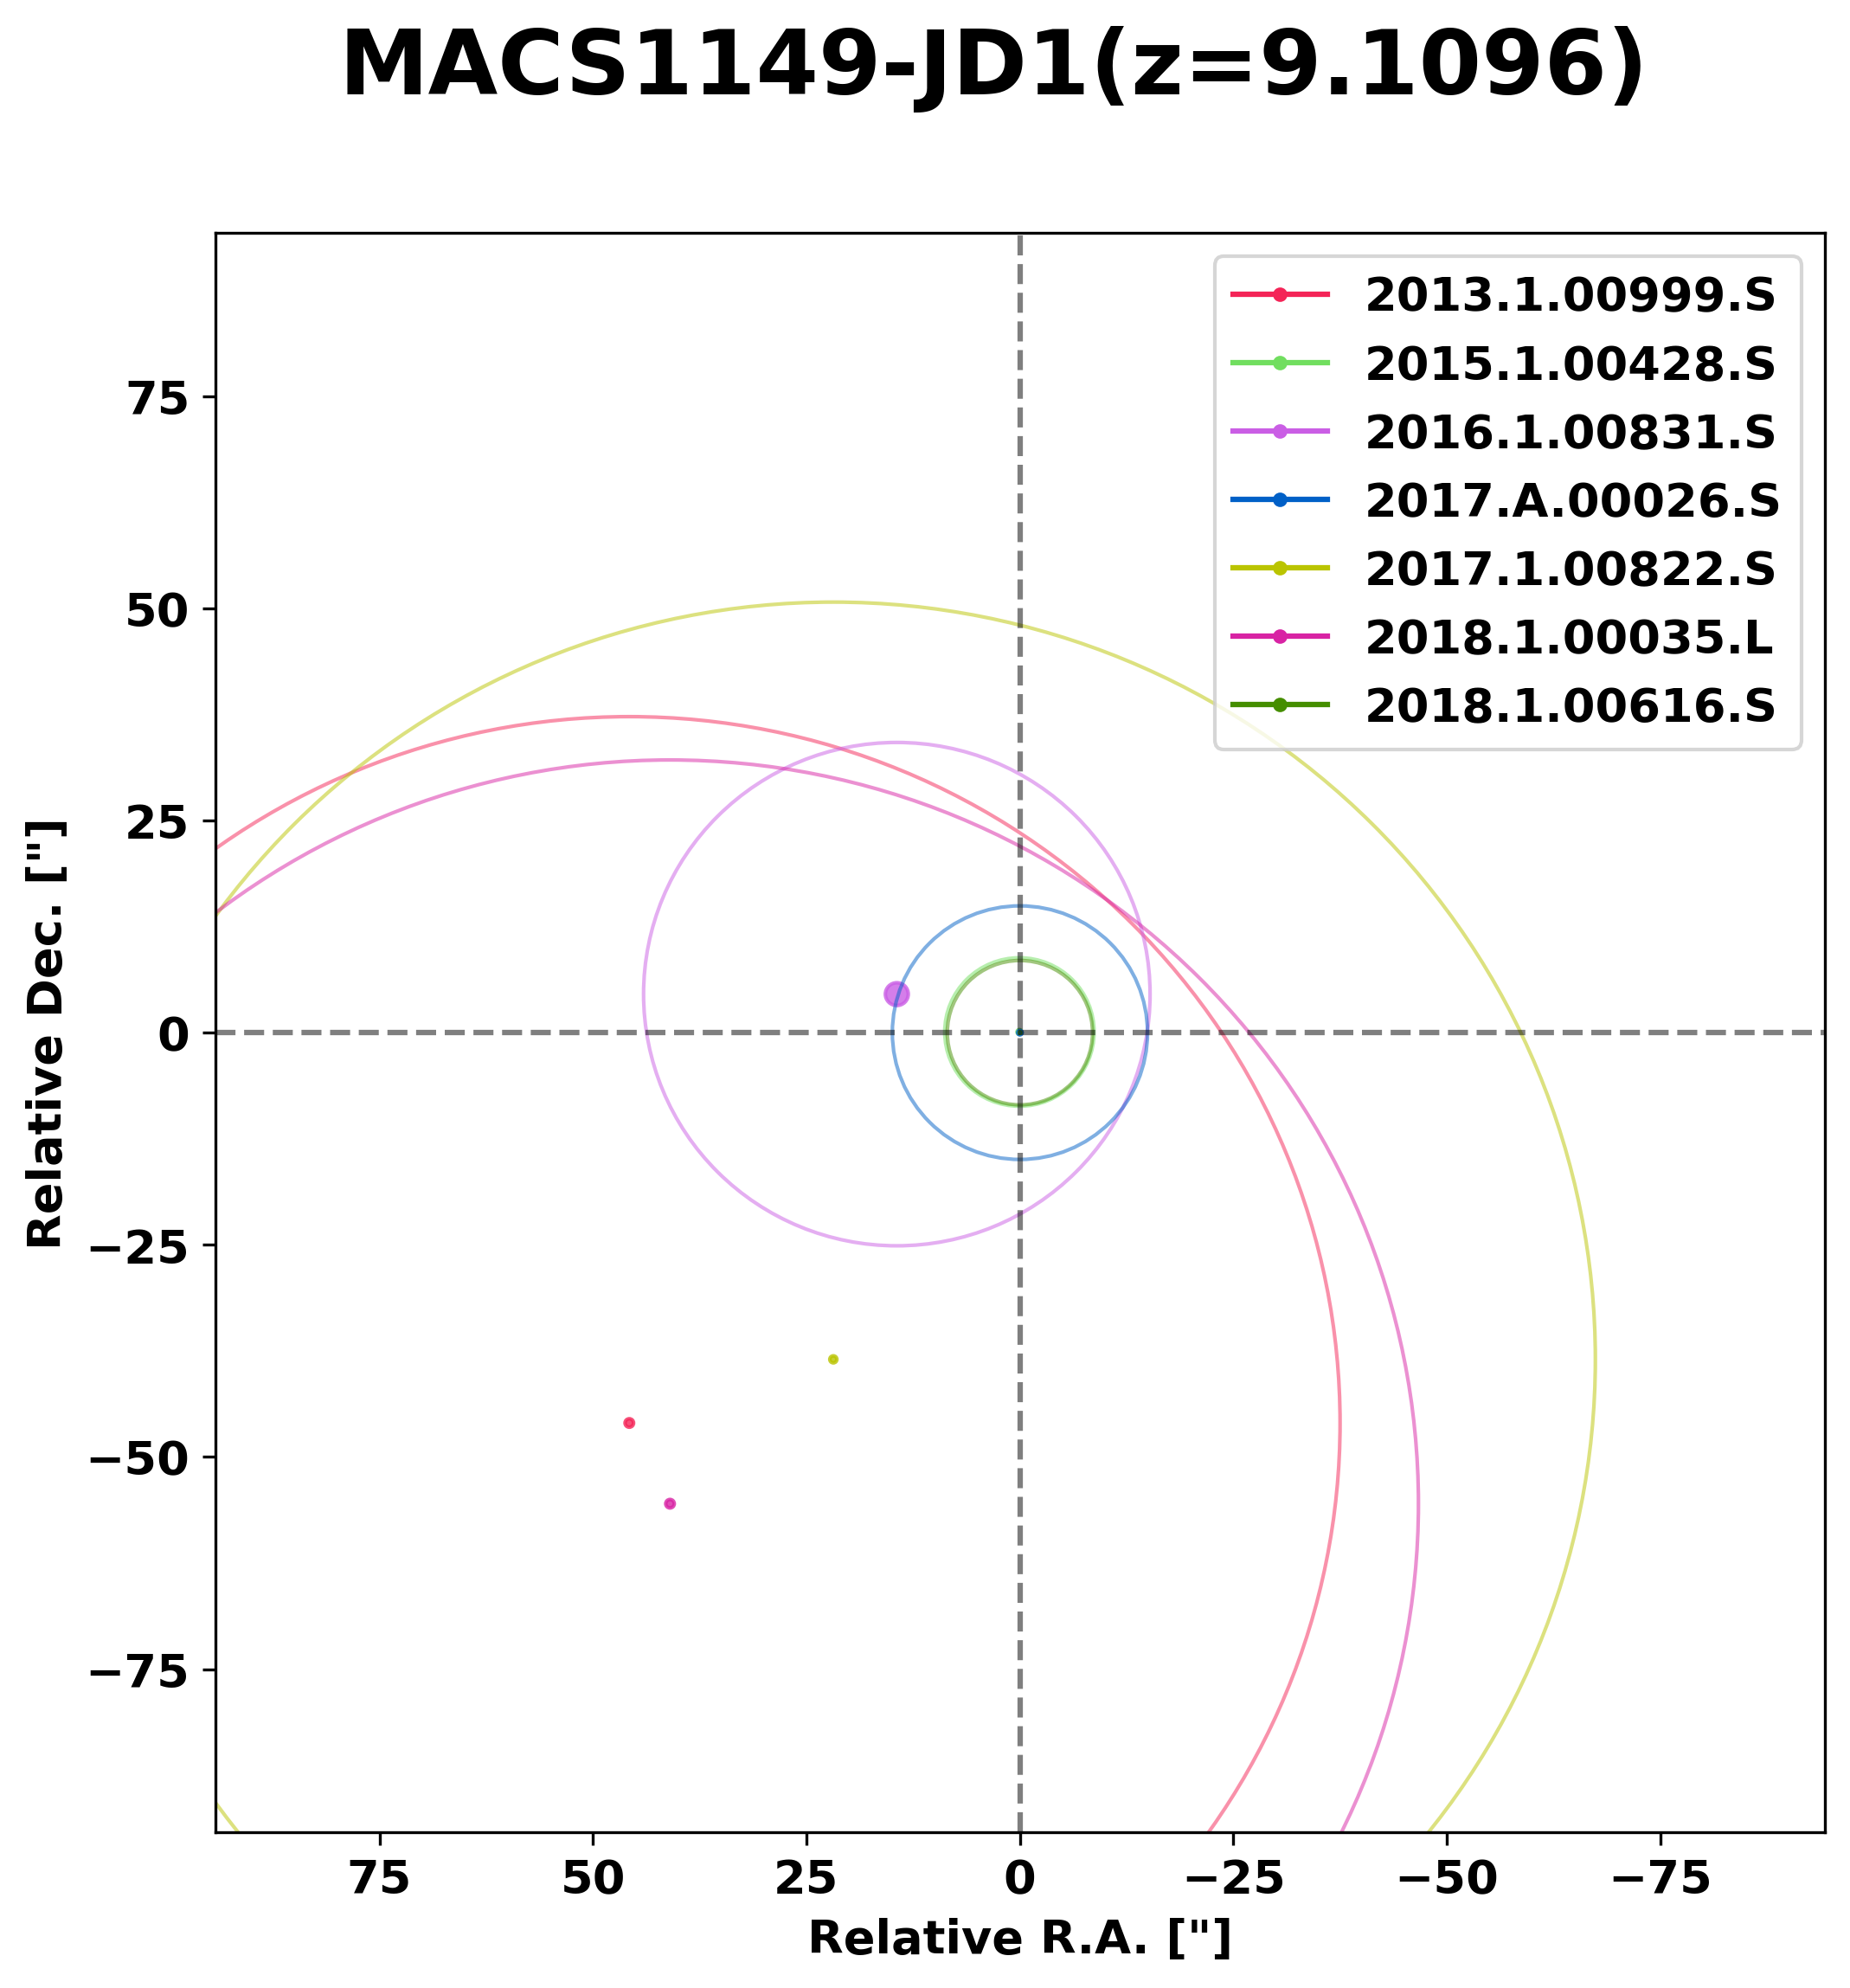 MACS1149-JD1(z=9.1096)
2013.1.00999.S
2015.1.00428.S
2016.1.00831.S
2017.A.00026.S
2017.1.00822.S
2018.1.00035.L
2018.1.00616.S
75
50
25
0
−25
−50
−75
Relative Dec. ["]
75 50 25 0 −25 −50 −75
Relative R.A. ["]